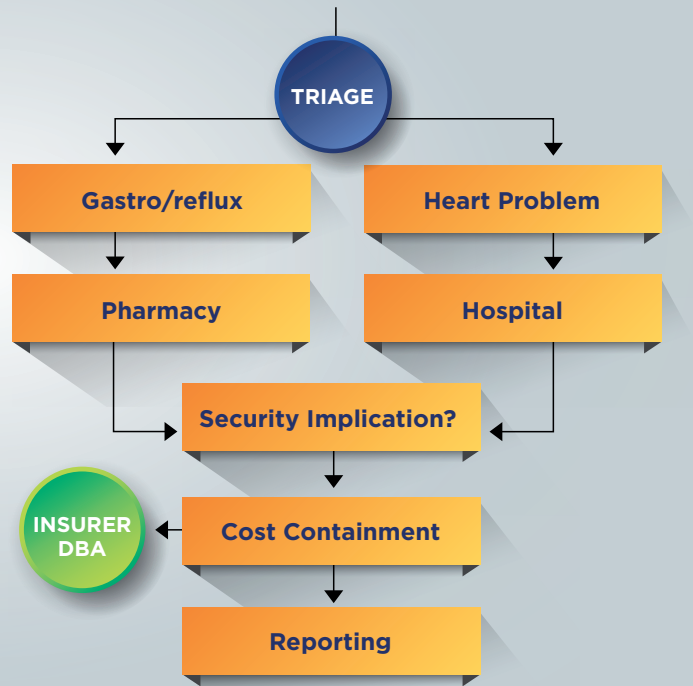 TRIAGE
Gastro/reflux
Heart Problem
Pharmacy
Hospital
Security Implication?
INSURER
DBA
Cost Containment
Reporting